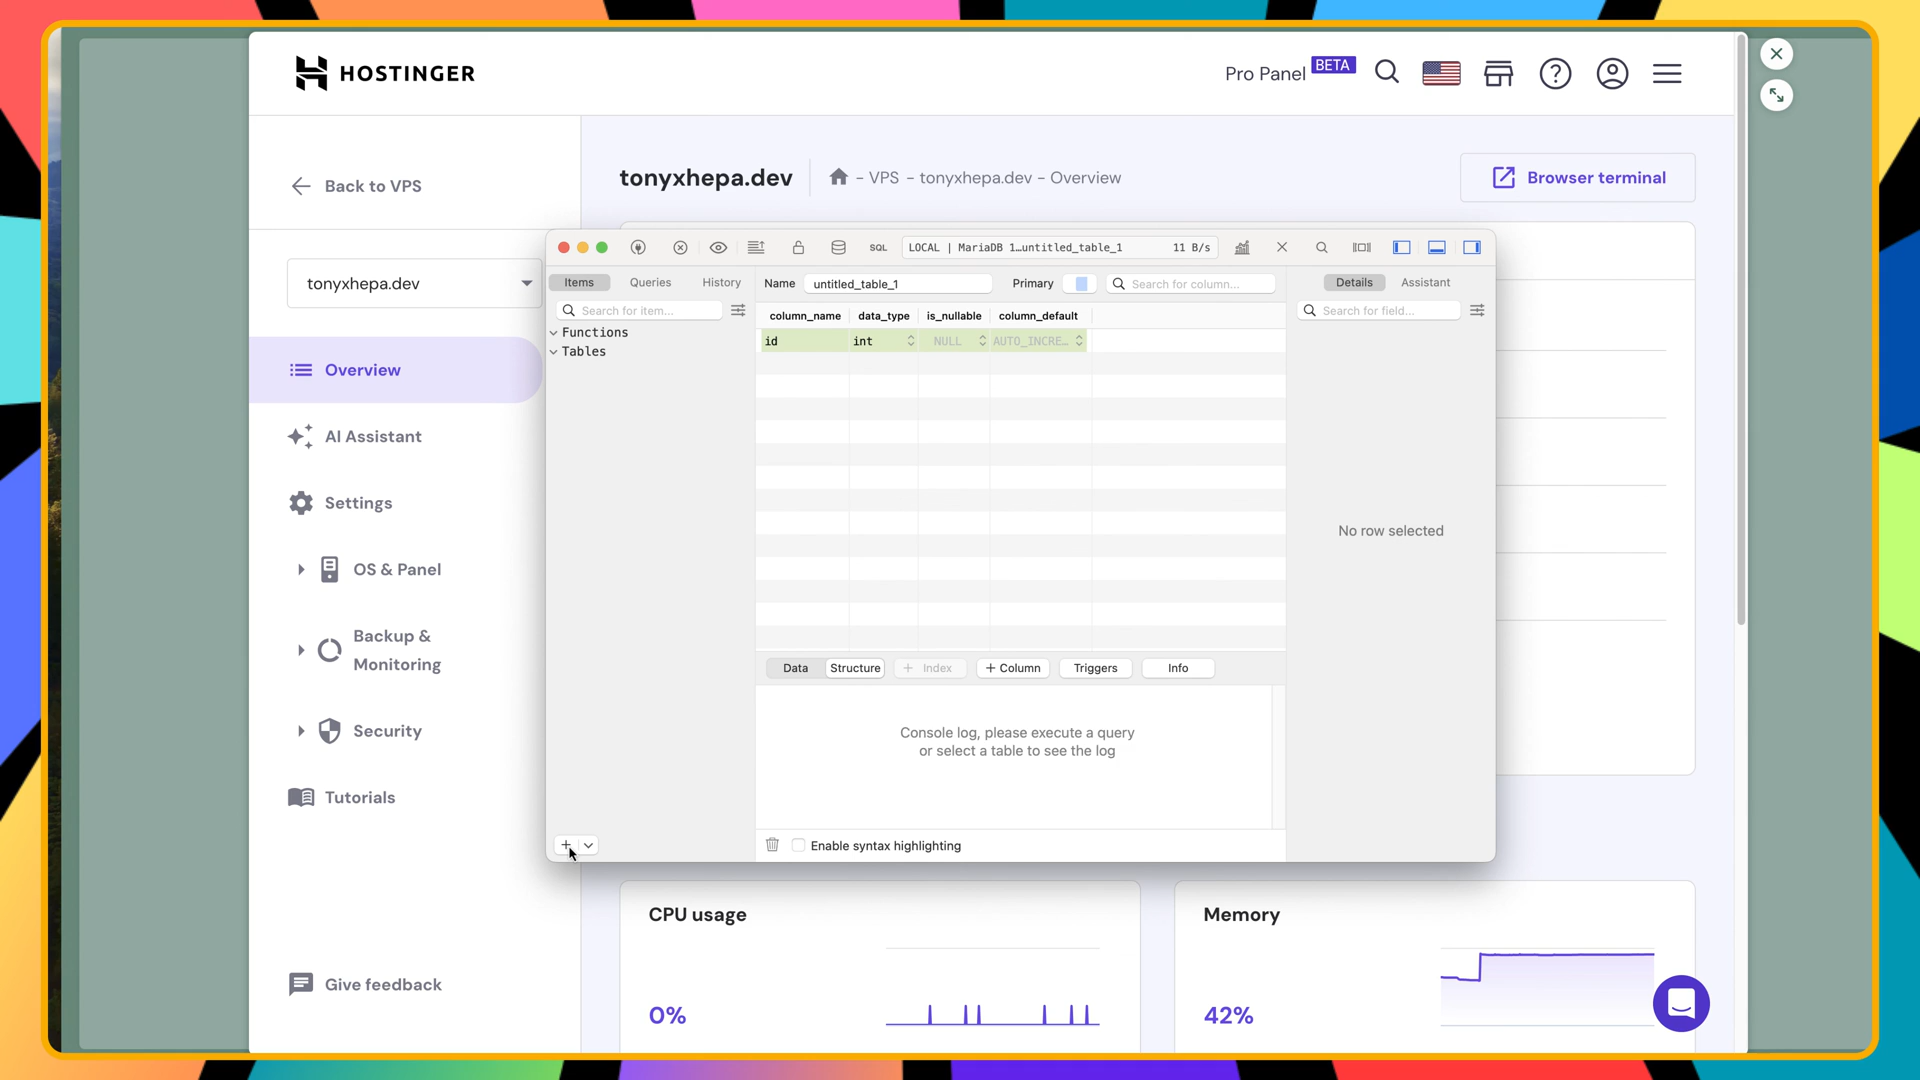 HOSTINGER
Pro Panel BETA
Back to VPS
tonyxhepa.dev
– VPS – tonyxhepa.dev – Overview
Browser terminal
tonyxhepa.dev
Overview
AI Assistant
Settings
OS & Panel
Backup &
Monitoring
Security
Tutorials
Give feedback
SQL
LOCAL | MariaDB 1…untitled_table_1 11 B/s
Items Queries History
Search for item...
Functions
Tables
Name untitled_table_1 Primary Search for column...
column_name data_type is_nullable column_default
id int NULL AUTO_INCRE…
Data Structure + Index + Column Triggers Info
Console log, please execute a query
or select a table to see the log
Enable syntax highlighting
Details Assistant
Search for field...
No row selected
CPU usage
0%
Memory
42%